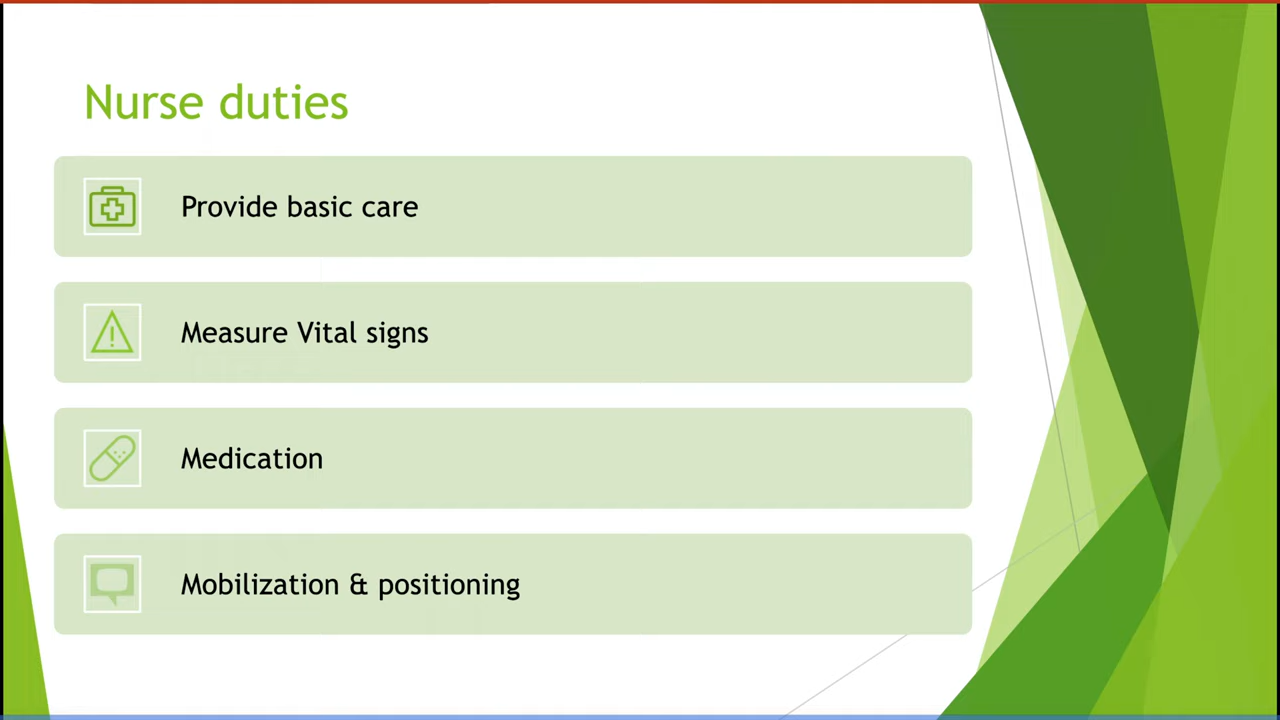 Nurse duties
Provide basic care
Measure Vital signs
Medication
Mobilization & positioning